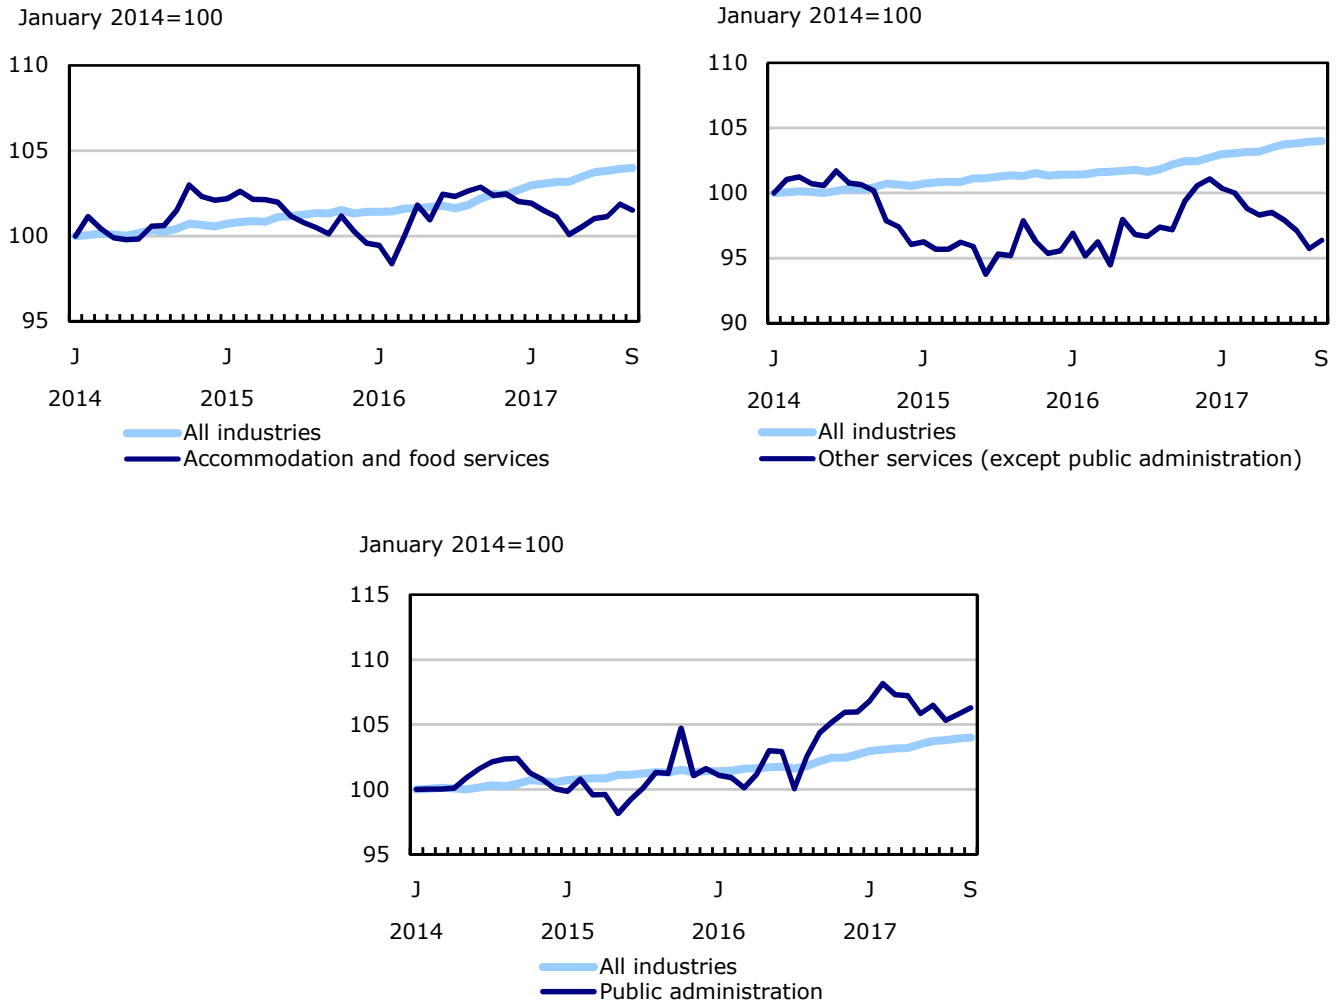 January 2014=100
110
105
100
95
J J J J S
2014 2015 2016 2017
All industries
Accommodation and food services
January 2014=100
110
105
100
95
90
J J J J S
2014 2015 2016 2017
All industries
Other services (except public administration)
January 2014=100
115
110
105
100
95
J J J J S
2014 2015 2016 2017
All industries
Public administration